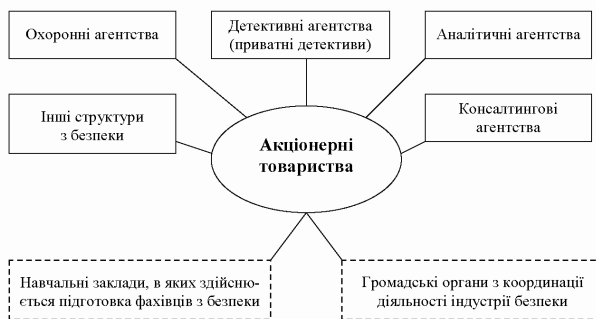 Охоронні агентства
Детективні агентства
(приватні детективи)
Аналітичні агентства
Інші структури
з безпеки
Акціонерні
товариства
Консалтингові
агентства
Навчальні заклади, в яких здійсню-
ється підготовка фахівців з безпеки
Громадські органи з координації
діяльності індустрії безпеки